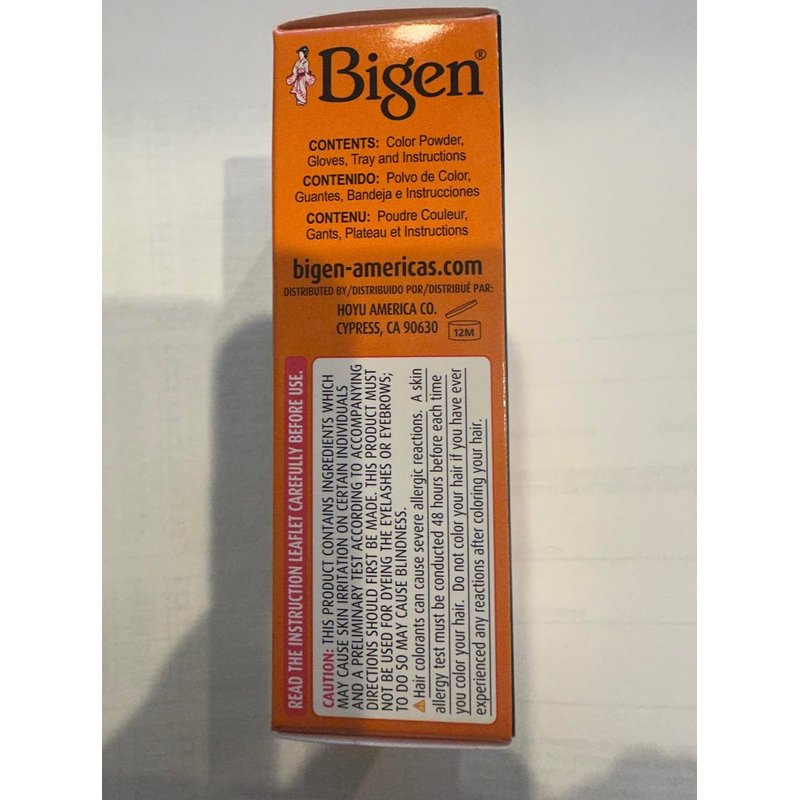 Bigen®
CONTENTS: Color Powder,
Gloves, Tray and Instructions
CONTENIDO: Polvo de Color,
Guantes, Bandeja e Instrucciones
CONTENU: Poudre Couleur,
Gants, Plateau et Instructions
bigen-americas.com
DISTRIBUTED BY/DISTRIBUIDO POR/DISTRIBUÉ PAR:
HOYU AMERICA CO.
CYPRESS, CA 90630
12M
READ THE INSTRUCTION LEAFLET CAREFULLY BEFORE USE.
CAUTION: THIS PRODUCT CONTAINS INGREDIENTS WHICH
MAY CAUSE SKIN IRRITATION ON CERTAIN INDIVIDUALS
AND A PRELIMINARY TEST ACCORDING TO ACCOMPANYING
DIRECTIONS SHOULD FIRST BE MADE. THIS PRODUCT MUST
NOT BE USED FOR DYEING THE EYELASHES OR EYEBROWS;
TO DO SO MAY CAUSE BLINDNESS.
⚠Hair colorants can cause severe allergic reactions. A skin
allergy test must be conducted 48 hours before each time
you color your hair. Do not color your hair if you have ever
experienced any reactions after coloring your hair.